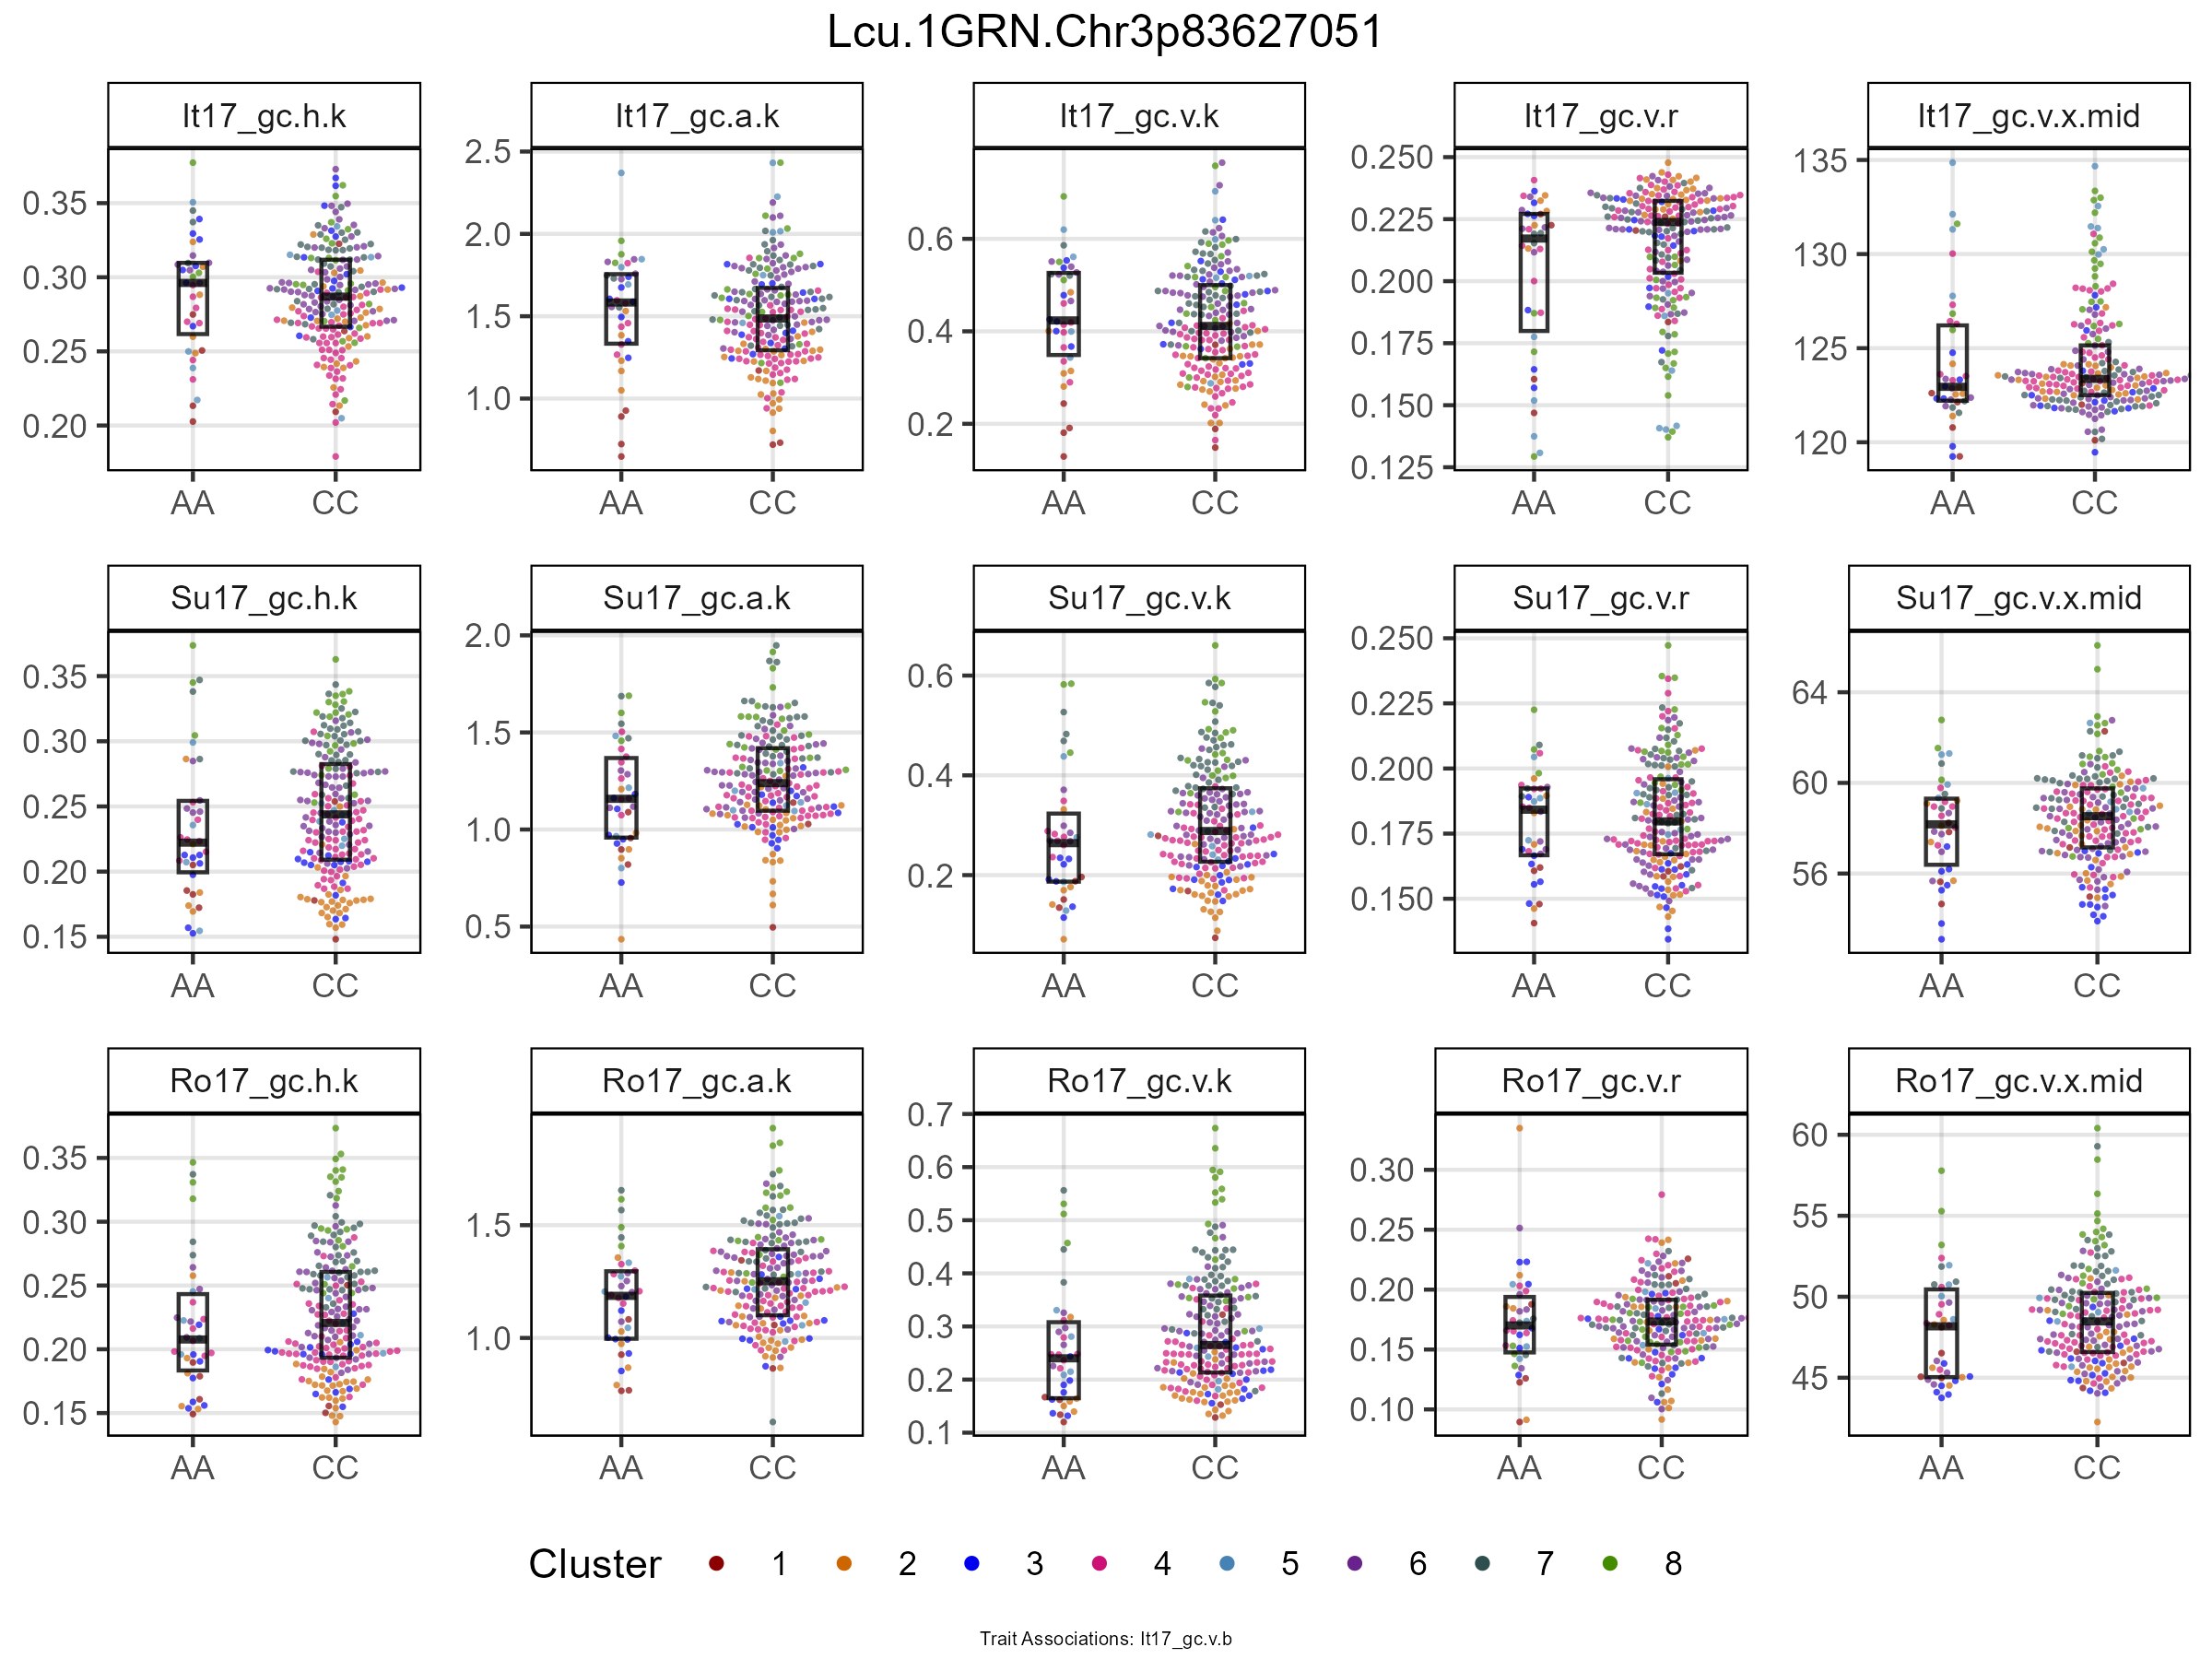 Lcu.1GRN.Chr3p83627051
It17_gc.h.k
It17_gc.a.k
It17_gc.v.k
It17_gc.v.r
It17_gc.v.x.mid
0.35
0.30
0.25
0.20
AA CC
2.5
2.0
1.5
1.0
AA CC
0.6
0.4
0.2
AA CC
0.250
0.225
0.200
0.175
0.150
0.125
AA CC
135
130
125
120
AA CC
Su17_gc.h.k
Su17_gc.a.k
Su17_gc.v.k
Su17_gc.v.r
Su17_gc.v.x.mid
0.35
0.30
0.25
0.20
0.15
AA CC
2.0
1.5
1.0
0.5
AA CC
0.6
0.4
0.2
AA CC
0.250
0.225
0.200
0.175
0.150
AA CC
64
60
56
AA CC
Ro17_gc.h.k
Ro17_gc.a.k
Ro17_gc.v.k
Ro17_gc.v.r
Ro17_gc.v.x.mid
0.35
0.30
0.25
0.20
0.15
AA CC
1.5
1.0
AA CC
0.7
0.6
0.5
0.4
0.3
0.2
0.1
AA CC
0.30
0.25
0.20
0.15
0.10
AA CC
60
55
50
45
AA CC
Cluster 1 2 3 4 5 6 7 8
Trait Associations: It17_gc.v.b